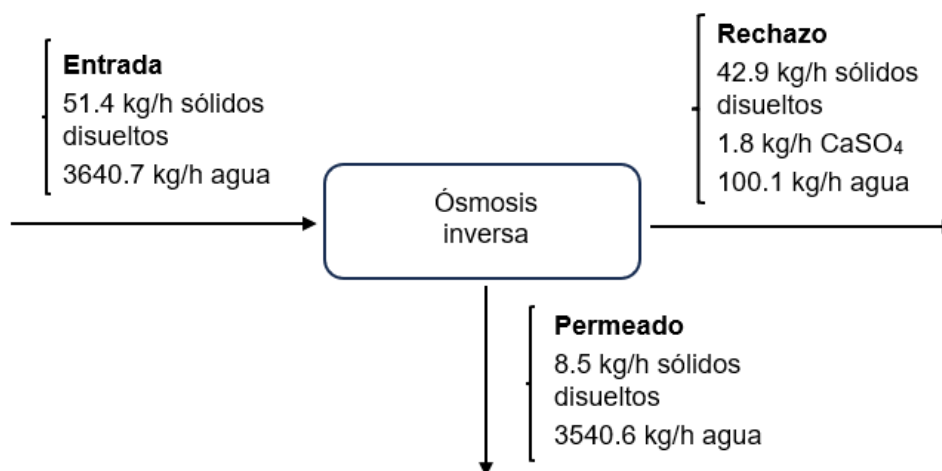 Entrada
51.4 kg/h sólidos
disueltos
3640.7 kg/h agua
Rechazo
42.9 kg/h sólidos
disueltos
1.8 kg/h CaSO₄
100.1 kg/h agua
Ósmosis
inversa
Permeado
8.5 kg/h sólidos
disueltos
3540.6 kg/h agua